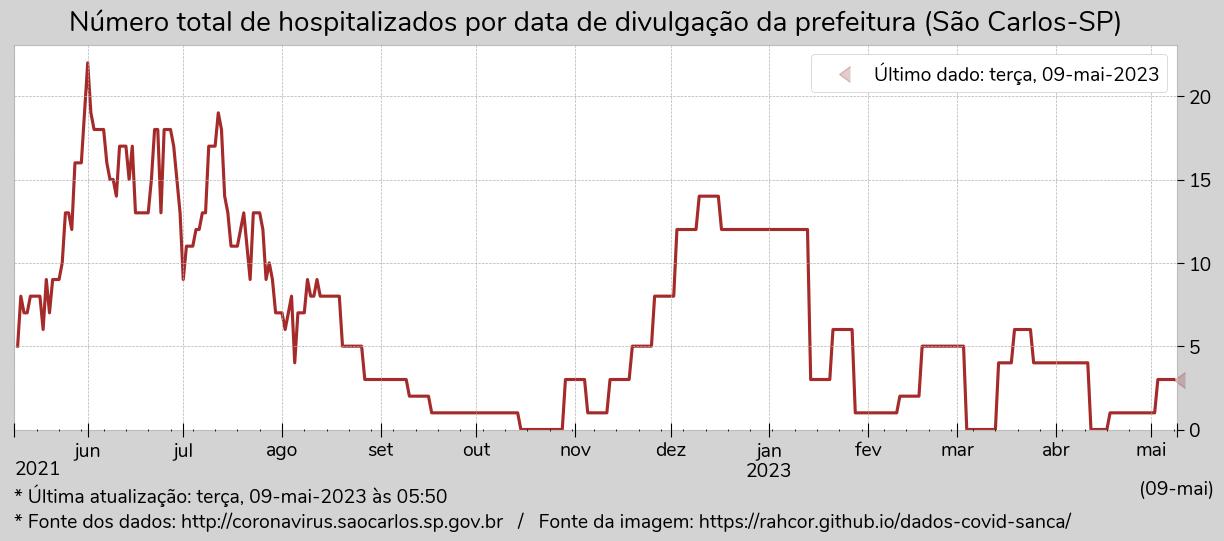 Número total de hospitalizados por data de divulgação da prefeitura (São Carlos-SP)
Último dado: terça, 09-mai-2023
20
15
10
5
0
jun jul ago set out nov dez jan fev mar abr mai
2021 2023
(09-mai)
* Última atualização: terça, 09-mai-2023 às 05:50
* Fonte dos dados: http://coronavirus.saocarlos.sp.gov.br / Fonte da imagem: https://rahcor.github.io/dados-covid-sanca/